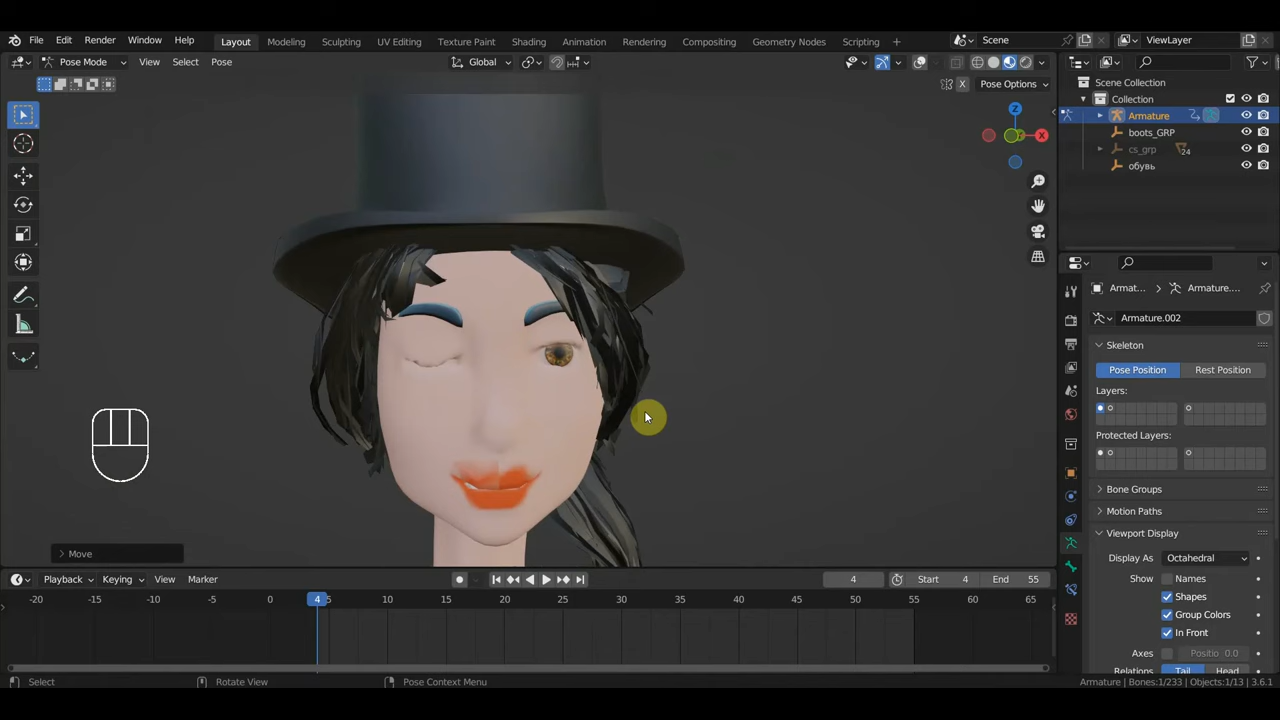 File Edit Render Window Help Layout Modeling Sculpting UV Editing Texture Paint Shading Animation Rendering Compositing Geometry Nodes Scripting + Scene ViewLayer
Pose Mode View Select Pose Global
X Pose Options
Z
X
Scene Collection
Collection
Armature
boots_GRP
cs_grp 24
обувь
Armat... Armature....
Armature.002
Skeleton
Pose Position Rest Position
Layers:
Protected Layers:
Bone Groups
Motion Paths
Viewport Display
Display As Octahedral
Show Names
Shapes
Group Colors
In Front
Axes Positio 0.0
Relations Tail Head
Move
Playback Keying View Marker 4 Start 4 End 55
-20 -15 -10 -5 0 4 5 10 15 20 25 30 35 40 45 50 55 60 65
Select Rotate View Pose Context Menu Armature | Bones:1/233 | Objects:1/13 | 3.6.1